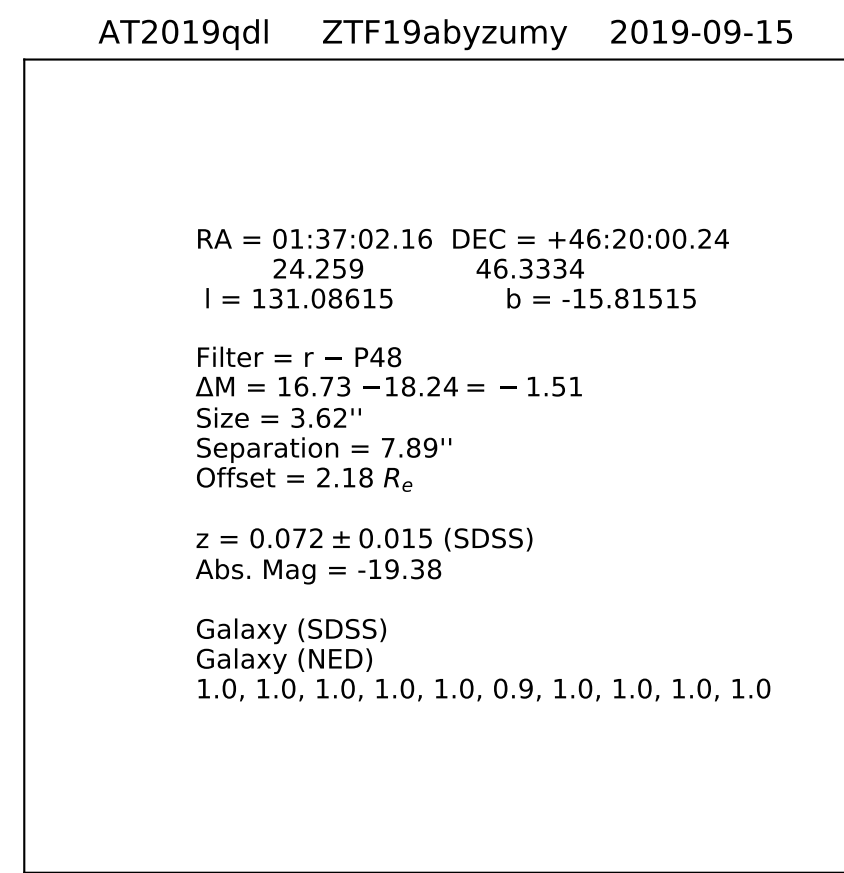 AT2019qdl ZTF19abyzumy 2019-09-15
RA = 01:37:02.16 DEC = +46:20:00.24
24.259 46.3334
l = 131.08615 b = -15.81515
Filter = r − P48
ΔM = 16.73 −18.24 = − 1.51
Size = 3.62''
Separation = 7.89''
Offset = 2.18 Re
z = 0.072 ± 0.015 (SDSS)
Abs. Mag = -19.38
Galaxy (SDSS)
Galaxy (NED)
1.0, 1.0, 1.0, 1.0, 1.0, 0.9, 1.0, 1.0, 1.0, 1.0